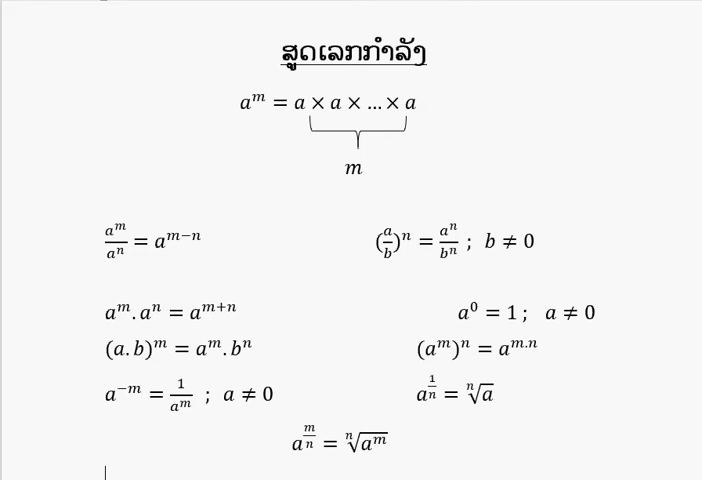 ສູດເລກກຳລັງ
a^m = a × a × … × a
m
a^m/a^n = a^{m−n} (a/b)^n = a^n/b^n ; b ≠ 0
a^m . a^n = a^{m+n} a^0 = 1 ; a ≠ 0
(a.b)^m = a^m . b^n (a^m)^n = a^{m.n}
a^{−m} = 1/a^m ; a ≠ 0 a^{1/n} = ⁿ√a
a^{m/n} = ⁿ√(a^m)